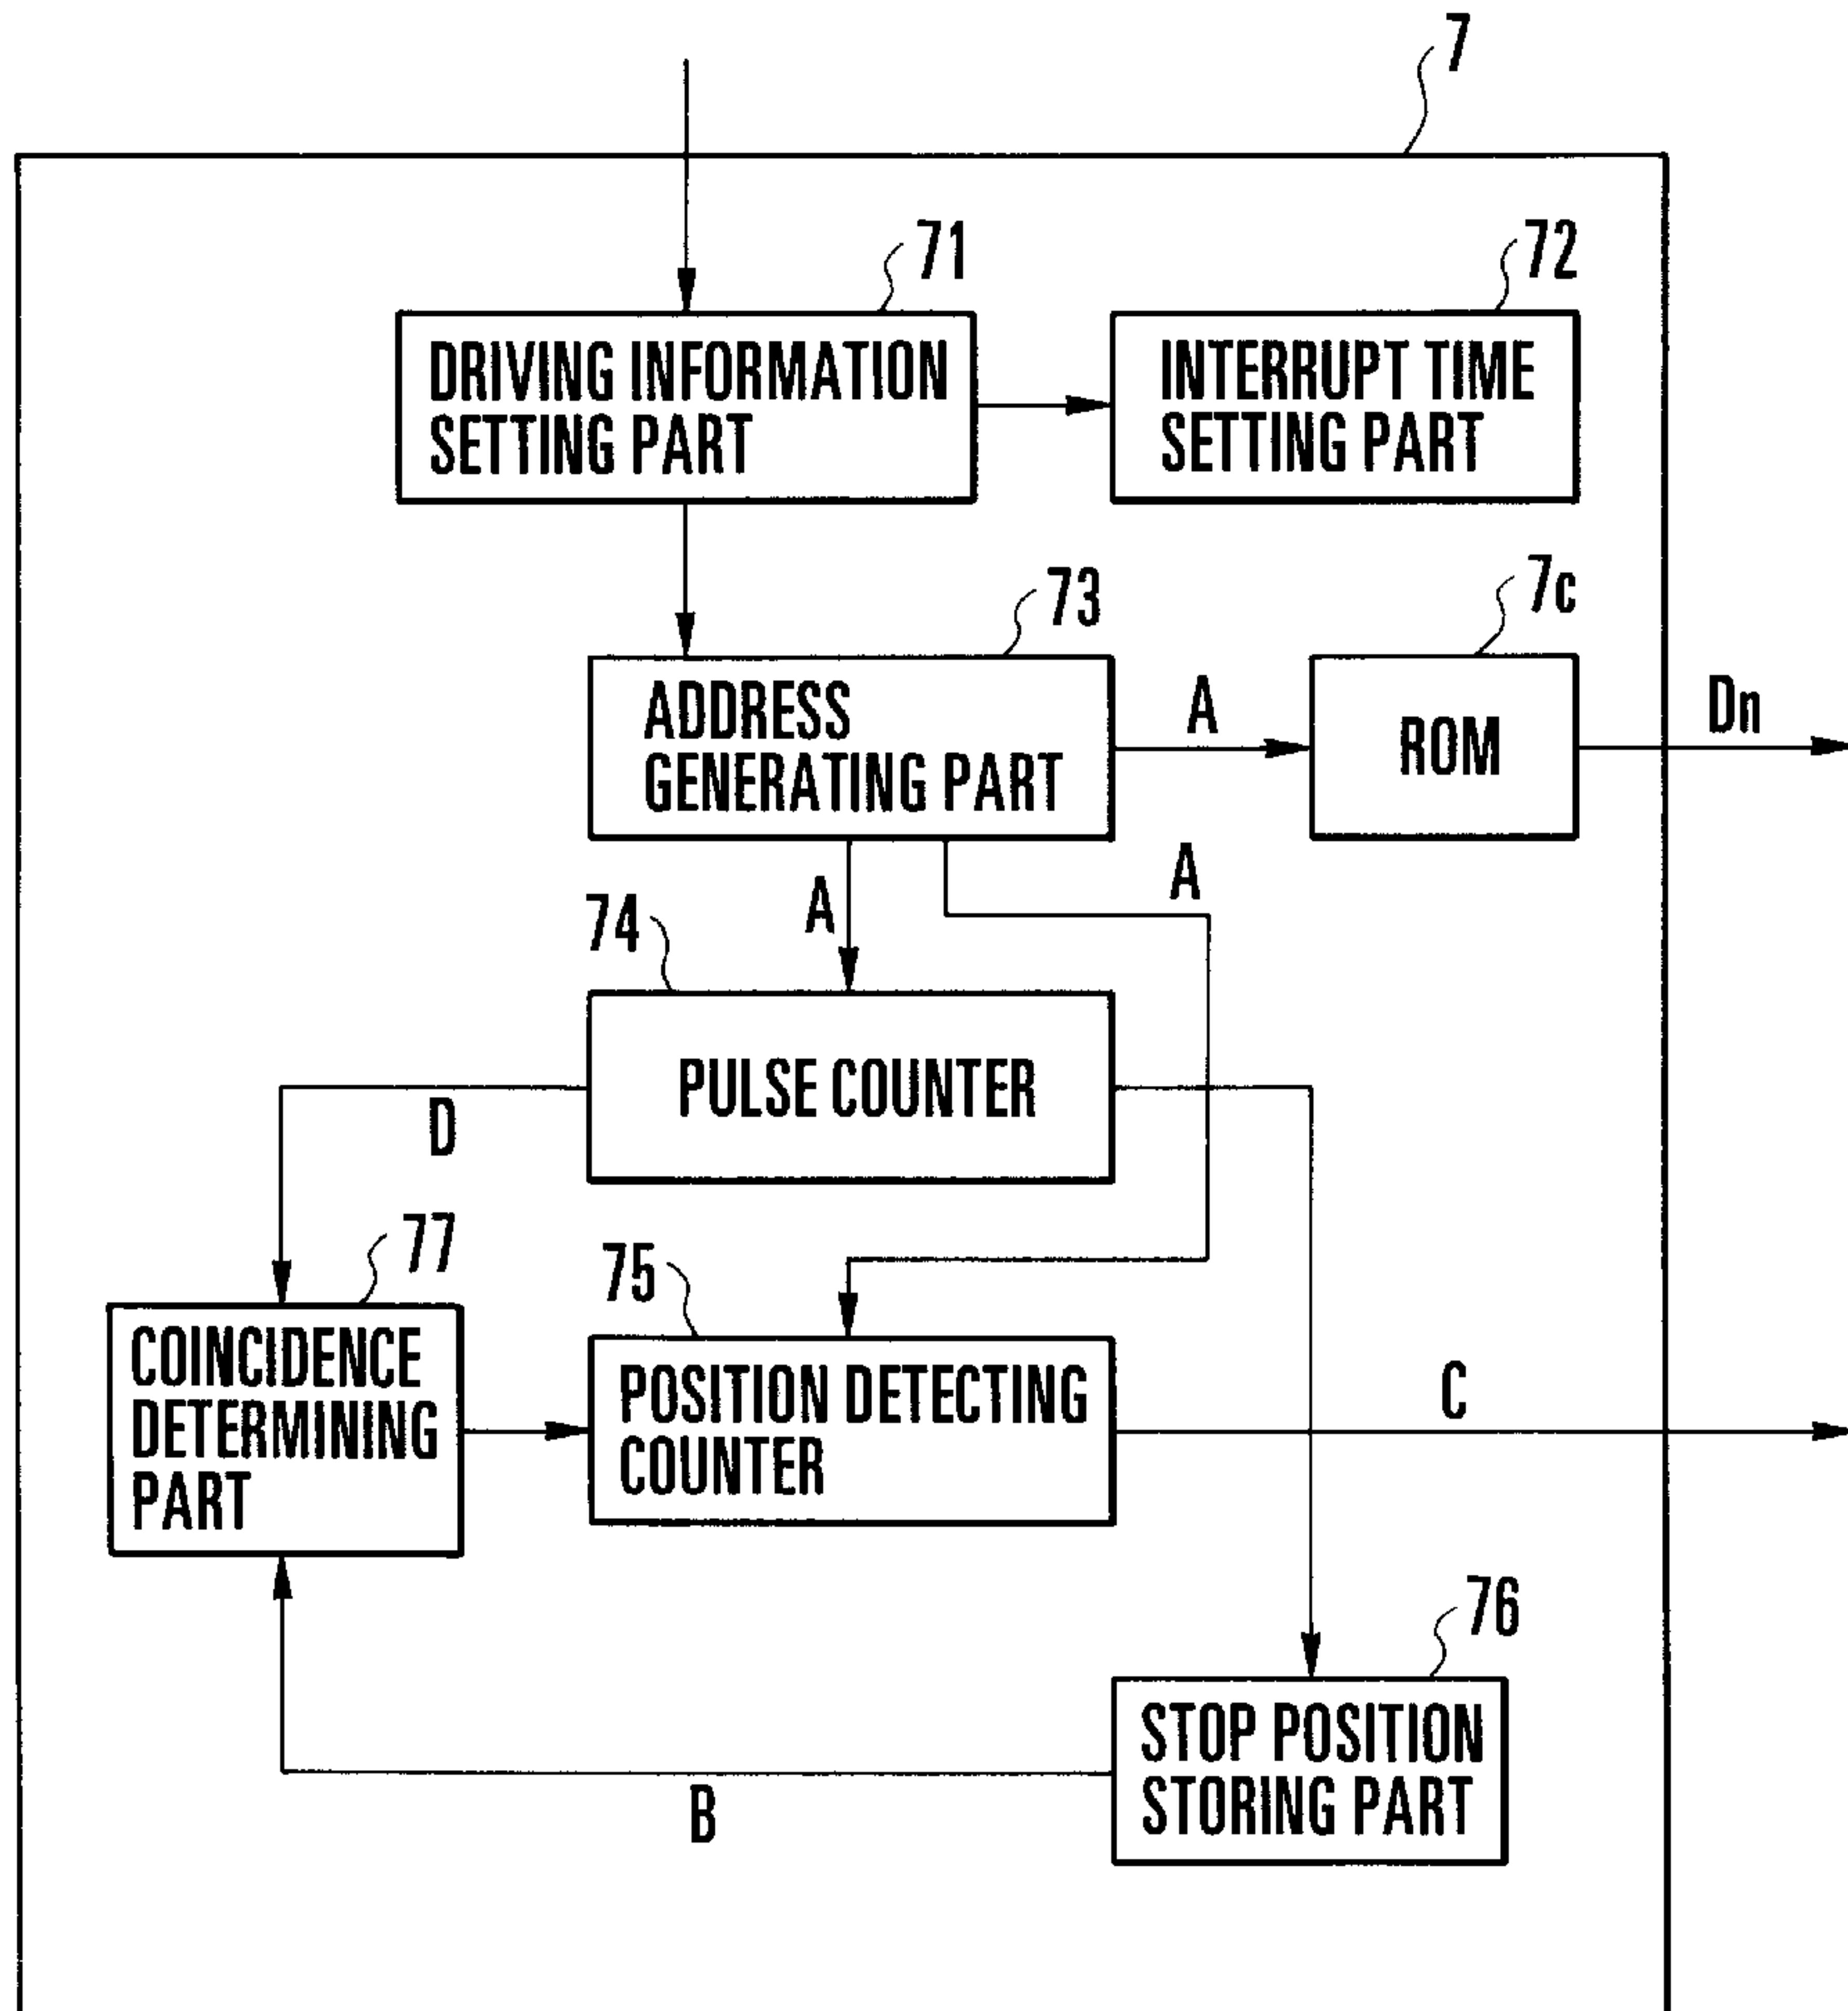 7
71
72
DRIVING INFORMATION
SETTING PART
INTERRUPT TIME
SETTING PART
73
7c
ADDRESS
GENERATING PART
A
ROM
Dn
A
A
74
PULSE COUNTER
D
77
75
COINCIDENCE
DETERMINING
PART
POSITION DETECTING
COUNTER
C
76
STOP POSITION
STORING PART
B